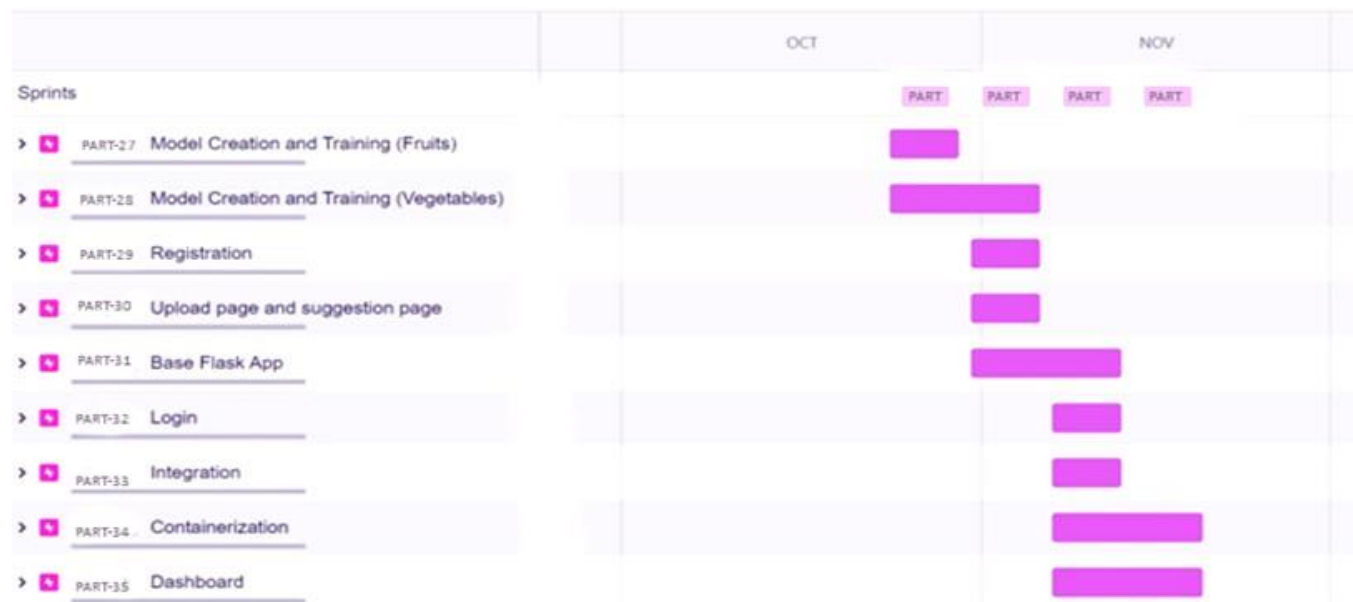 OCT NOV
Sprints PART PART PART PART
PART-27 Model Creation and Training (Fruits)
PART-28 Model Creation and Training (Vegetables)
PART-29 Registration
PART-30 Upload page and suggestion page
PART-31 Base Flask App
PART-32 Login
PART-33 Integration
PART-34 Containerization
PART-35 Dashboard